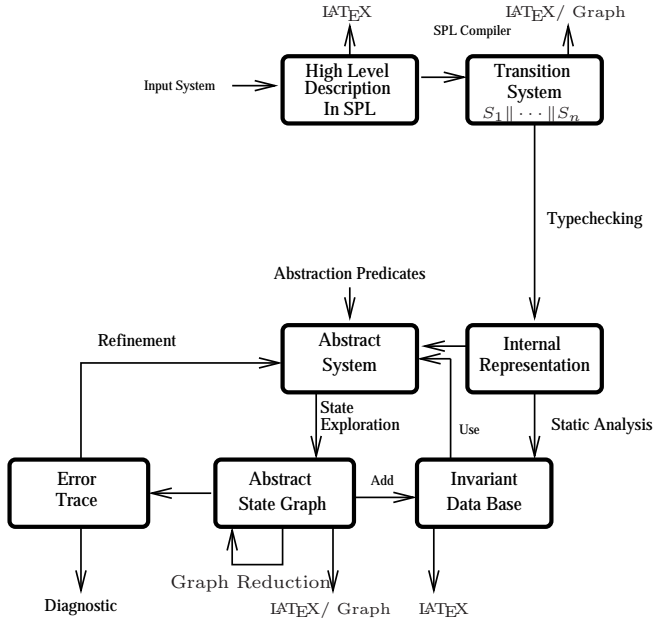 LATEX
LATEX/ Graph
SPL Compiler
Input System
High Level
Description
In SPL
Transition
System
S1‖ · · · ‖Sn
Typechecking
Abstraction Predicates
Refinement
Abstract
System
Internal
Representation
State
Exploration
Use
Static Analysis
Error
Trace
Abstract
State Graph
Add
Invariant
Data Base
Graph Reduction
Diagnostic
LATEX/ Graph
LATEX